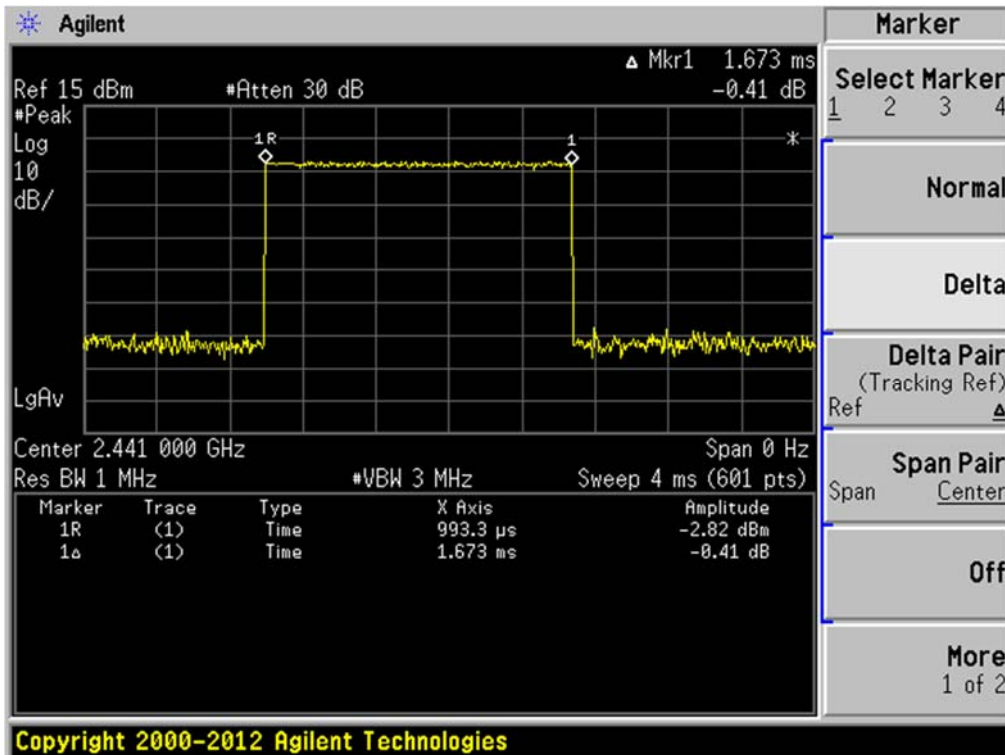 Agilent
Marker
Δ Mkr1 1.673 ms
Ref 15 dBm #Atten 30 dB -0.41 dB
#Peak
Log
10
dB/
1R
1
LgAv
Center 2.441 000 GHz Span 0 Hz
Res BW 1 MHz #VBW 3 MHz Sweep 4 ms (601 pts)
Marker Trace Type X Axis Amplitude
1R (1) Time 993.3 µs -2.82 dBm
1Δ (1) Time 1.673 ms -0.41 dB
Select Marker
1 2 3 4
Normal
Delta
Delta Pair
(Tracking Ref)
Ref Δ
Span Pair
Span Center
Off
More
1 of 2
Copyright 2000-2012 Agilent Technologies